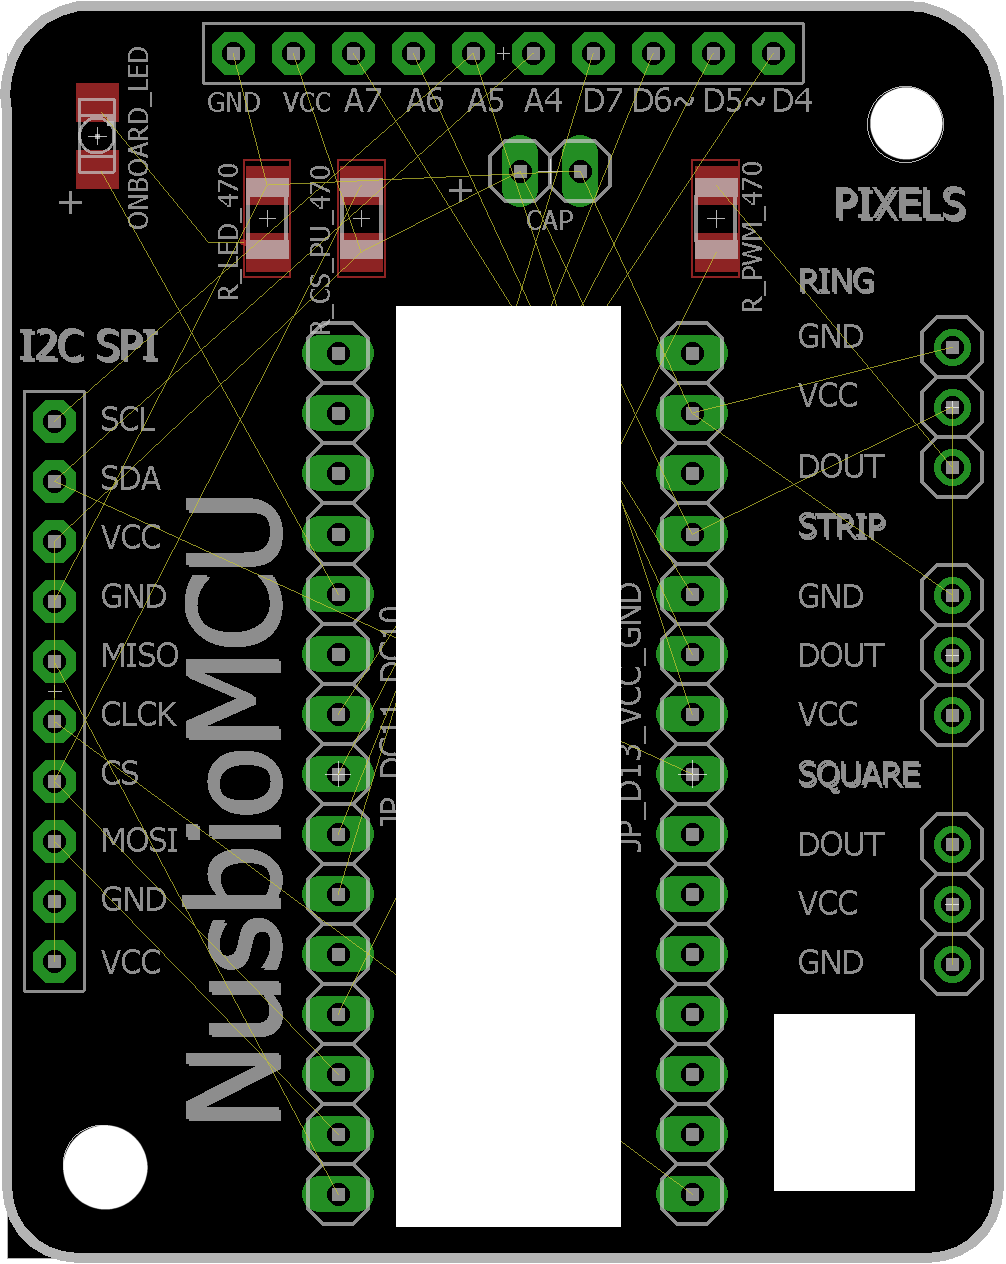 ONBOARD_LED
GND VCC A7 A6 A5 A4 D7 D6~ D5~ D4
R_LED_470
R_CS_PU_470
CAP
R_PWM_470
PIXELS
RING
GND
VCC
DOUT
STRIP
GND
DOUT
VCC
SQUARE
DOUT
VCC
GND
I2C SPI
SCL
SDA
VCC
GND
MISO
CLCK
CS
MOSI
GND
VCC
NusbioMCU
JP_D13_VCC_GND